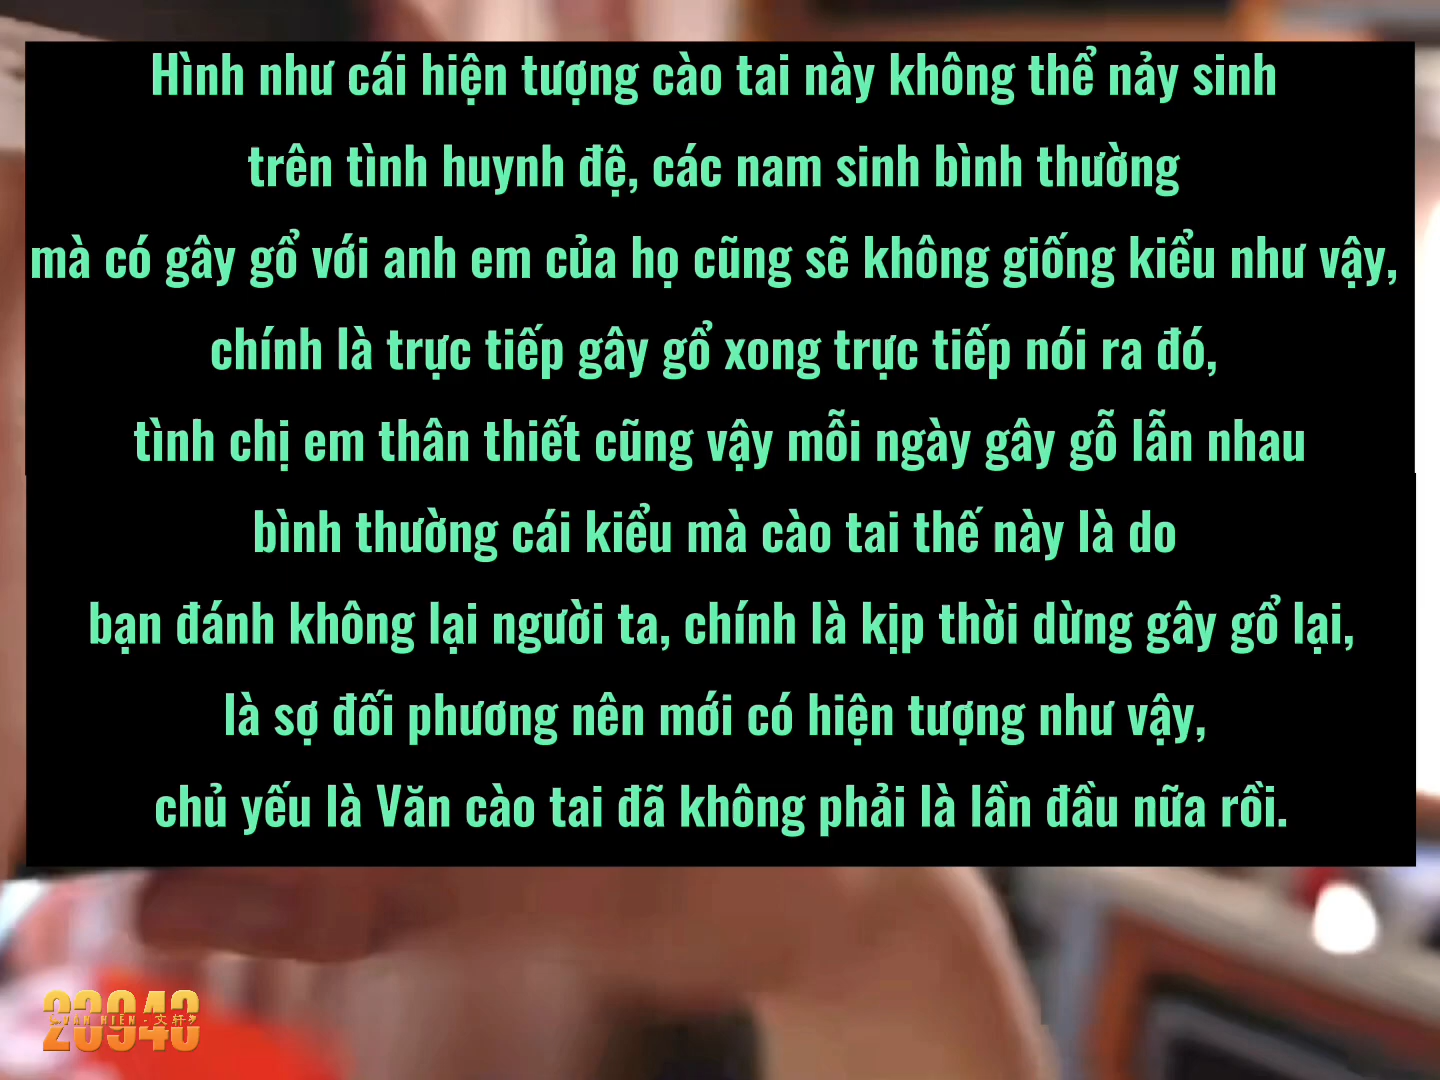 Hình như cái hiện tượng cào tai này không thể nảy sinh
trên tình huynh đệ, các nam sinh bình thường
mà có gây gổ với anh em của họ cũng sẽ không giống kiểu như vậy,
chính là trực tiếp gây gổ xong trực tiếp nói ra đó,
tình chị em thân thiết cũng vậy mỗi ngày gây gỗ lẫn nhau
bình thường cái kiểu mà cào tai thế này là do
bạn đánh không lại người ta, chính là kịp thời dừng gây gổ lại,
là sợ đối phương nên mới có hiện tượng như vậy,
chủ yếu là Văn cào tai đã không phải là lần đầu nữa rồi.
23943
VĂN HIÊN - 文轩